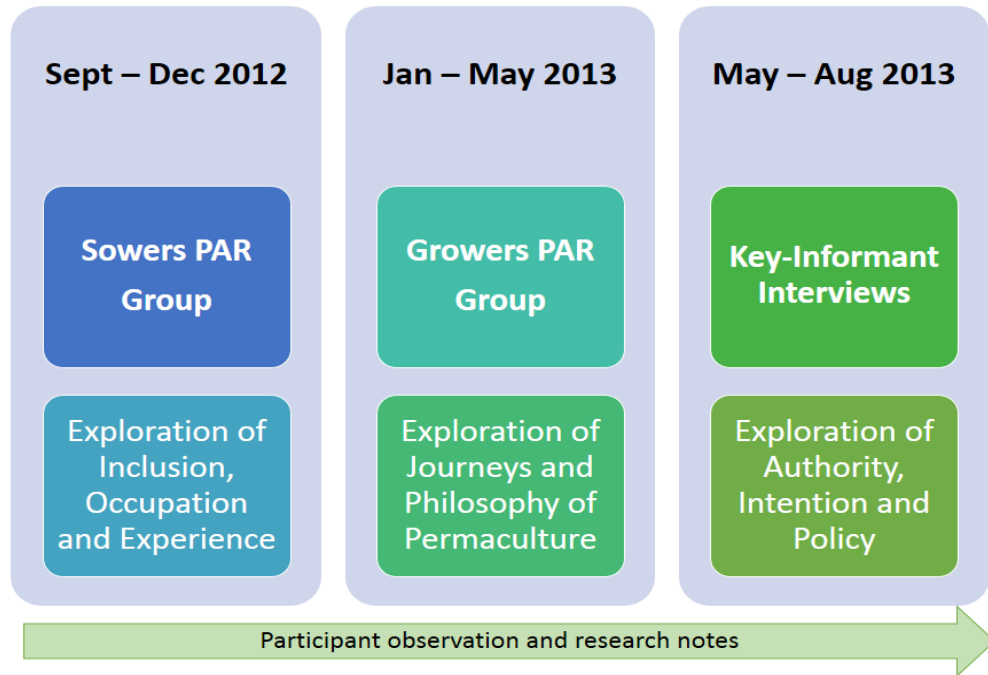 Sept – Dec 2012
Sowers PAR
Group
Exploration of
Inclusion,
Occupation
and Experience
Jan – May 2013
Growers PAR
Group
Exploration of
Journeys and
Philosophy of
Permaculture
May – Aug 2013
Key-Informant
Interviews
Exploration of
Authority,
Intention and
Policy
Participant observation and research notes